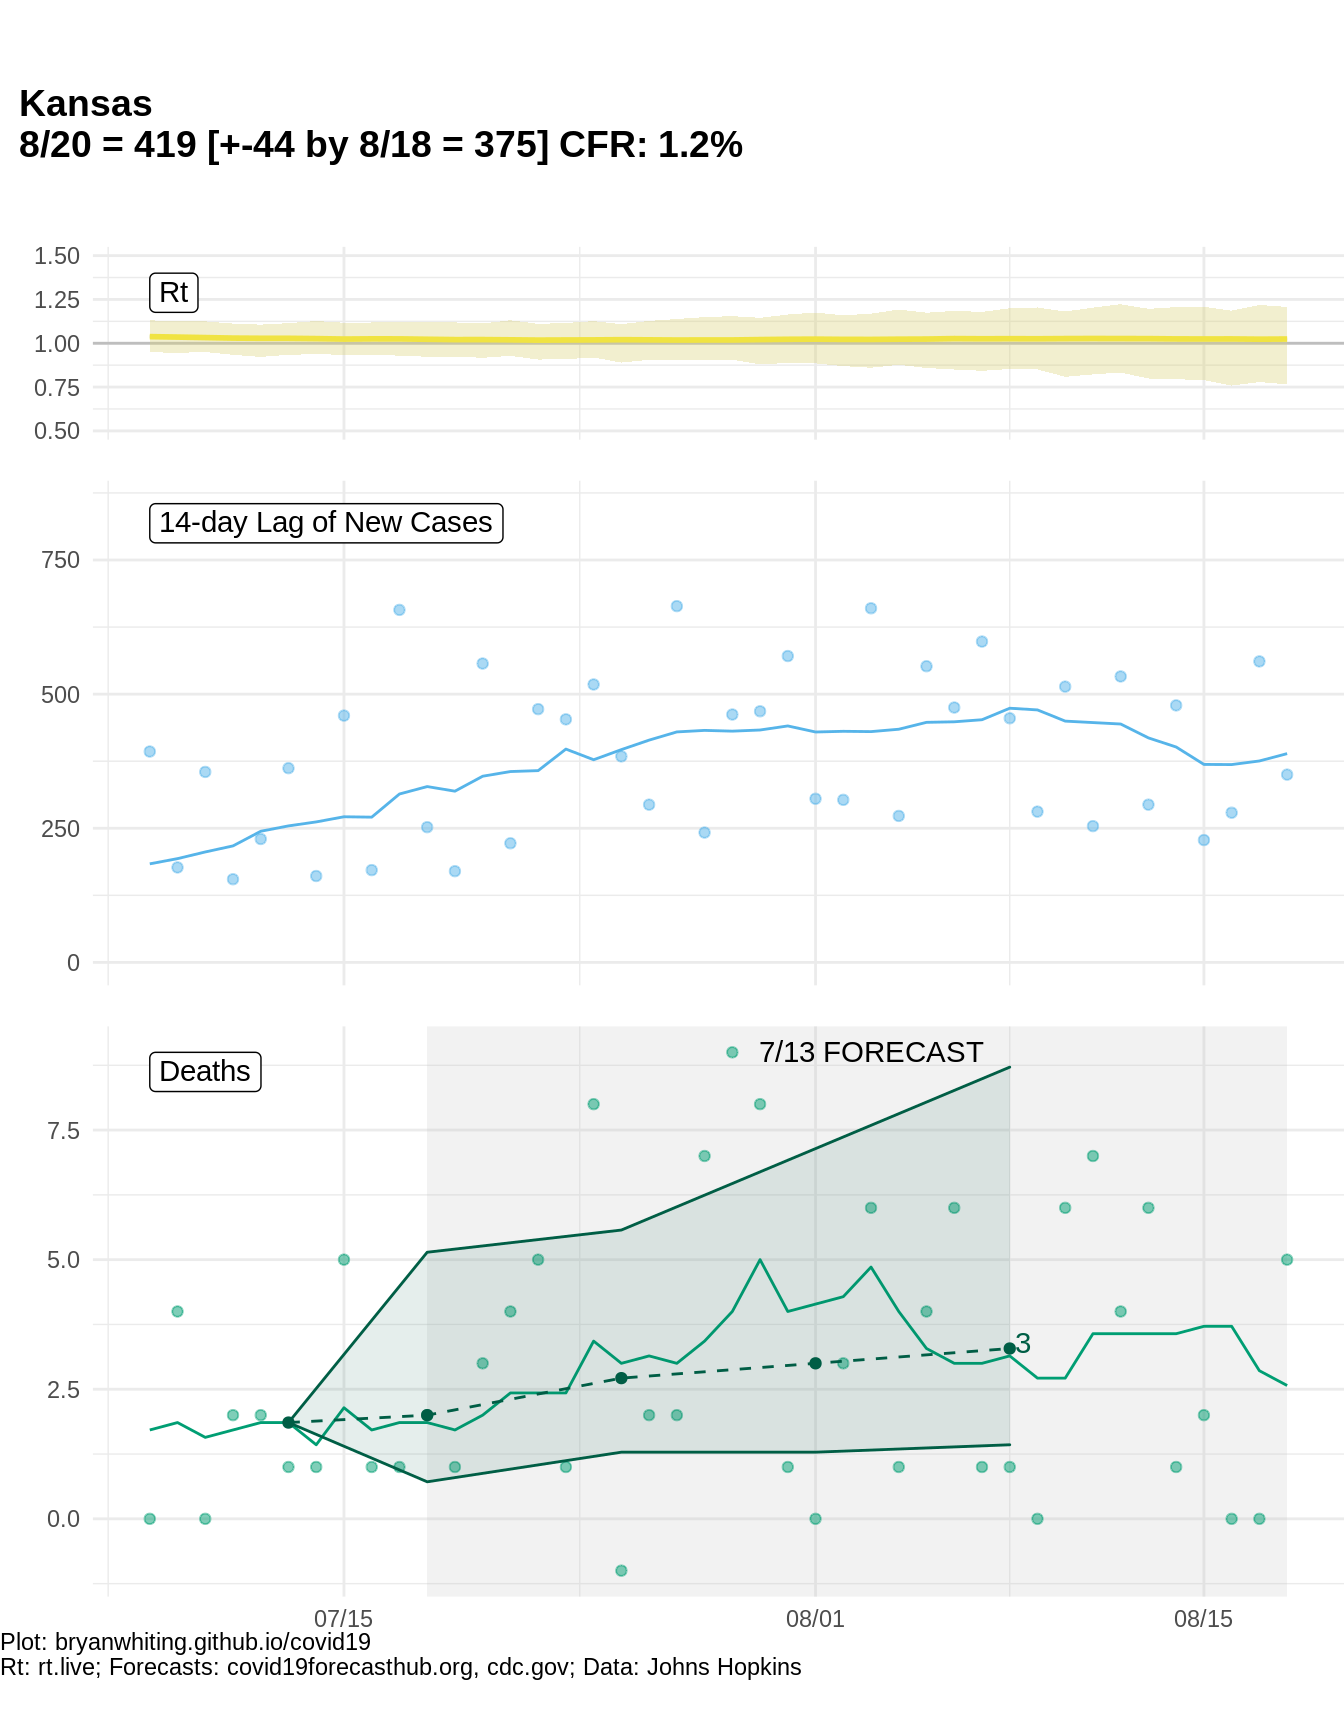 Kansas
8/20 = 419 [+-44 by 8/18 = 375] CFR: 1.2%
1.50
Rt
1.25
1.00
0.75
0.50
14-day Lag of New Cases
750
500
250
0
7/13 FORECAST
Deaths
7.5
5.0
3
2.5
0.0
07/15 08/01 08/15
Plot: bryanwhiting.github.io/covid19
Rt: rt.live; Forecasts: covid19forecasthub.org, cdc.gov; Data: Johns Hopkins